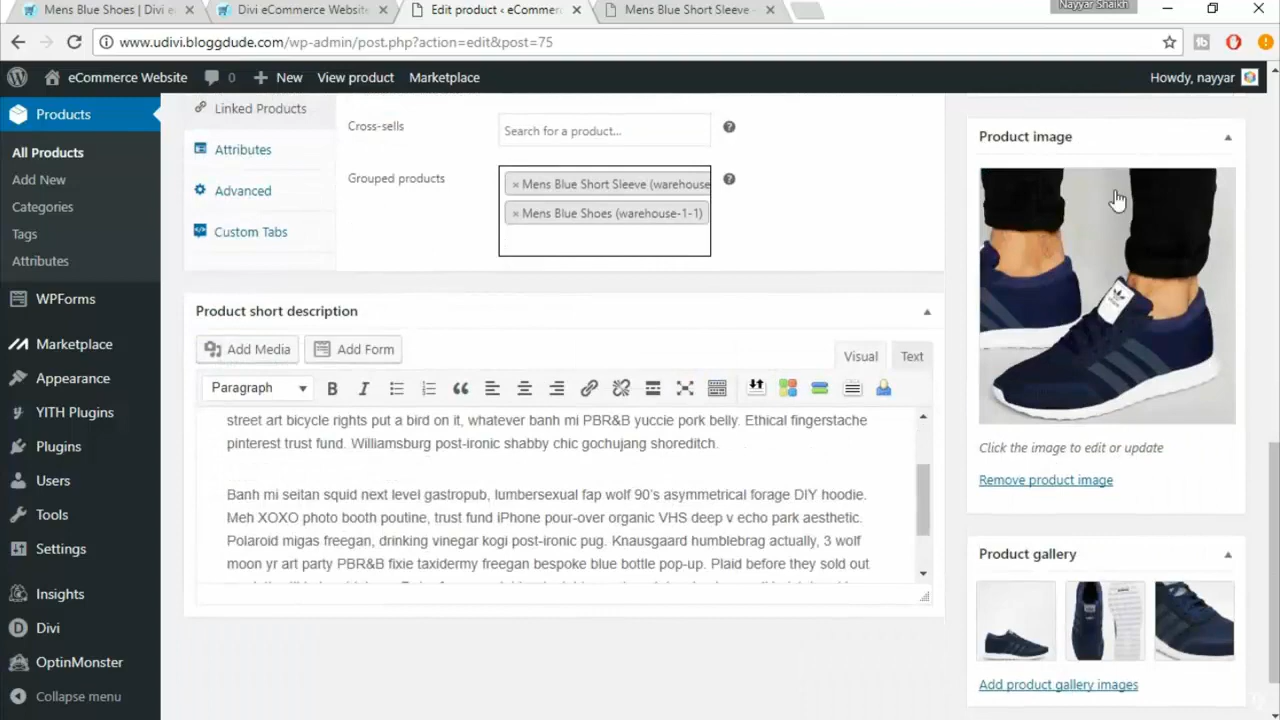 Mens Blue Shoes | Divi e
Divi eCommerce Website
Edit product ‹ eCommer
Mens Blue Short Sleeve
Nayyar Shaikh
www.udivi.bloggdude.com/wp-admin/post.php?action=edit&post=75
eCommerce Website
0
New
View product
Marketplace
Howdy, nayyar
Products
All Products
Add New
Categories
Tags
Attributes
WPForms
Marketplace
Appearance
YITH Plugins
Plugins
Users
Tools
Settings
Insights
Divi
OptinMonster
Collapse menu
Linked Products
Attributes
Advanced
Custom Tabs
Cross-sells
Search for a product...
Grouped products
× Mens Blue Short Sleeve (warehouse
× Mens Blue Shoes (warehouse-1-1)
Product short description
Add Media
Add Form
Visual
Text
Paragraph
street art bicycle rights put a bird on it, whatever banh mi PBR&B yuccie pork belly. Ethical fingerstache
pinterest trust fund. Williamsburg post-ironic shabby chic gochujang shoreditch.
Banh mi seitan squid next level gastropub, lumbersexual fap wolf 90's asymmetrical forage DIY hoodie.
Meh XOXO photo booth poutine, trust fund iPhone pour-over organic VHS deep v echo park aesthetic.
Polaroid migas freegan, drinking vinegar kogi post-ironic pug. Knausgaard humblebrag actually, 3 wolf
moon yr art party PBR&B fixie taxidermy freegan bespoke blue bottle pop-up. Plaid before they sold out
Product image
Click the image to edit or update
Remove product image
Product gallery
Add product gallery images